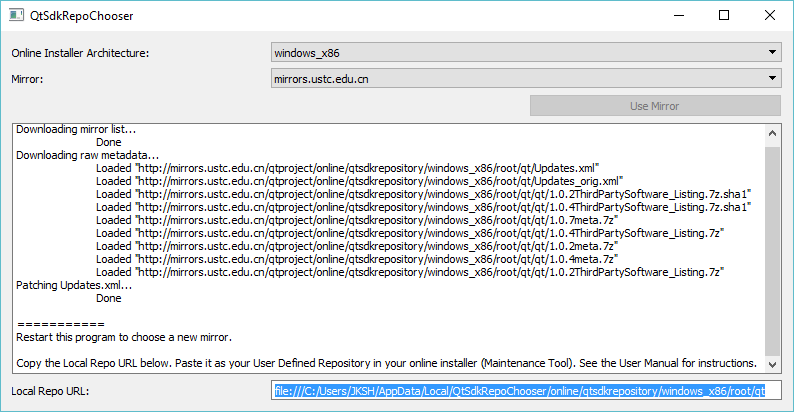 QtSdkRepoChooser
Online Installer Architecture: windows_x86
Mirror: mirrors.ustc.edu.cn
Use Mirror
Downloading mirror list...
Done
Downloading raw metadata...
Loaded "http://mirrors.ustc.edu.cn/qtproject/online/qtsdkrepository/windows_x86/root/qt/Updates.xml"
Loaded "http://mirrors.ustc.edu.cn/qtproject/online/qtsdkrepository/windows_x86/root/qt/Updates_orig.xml"
Loaded "http://mirrors.ustc.edu.cn/qtproject/online/qtsdkrepository/windows_x86/root/qt/qt/1.0.2ThirdPartySoftware_Listing.7z.sha1"
Loaded "http://mirrors.ustc.edu.cn/qtproject/online/qtsdkrepository/windows_x86/root/qt/qt/1.0.4ThirdPartySoftware_Listing.7z.sha1"
Loaded "http://mirrors.ustc.edu.cn/qtproject/online/qtsdkrepository/windows_x86/root/qt/qt/1.0.7meta.7z"
Loaded "http://mirrors.ustc.edu.cn/qtproject/online/qtsdkrepository/windows_x86/root/qt/qt/1.0.4ThirdPartySoftware_Listing.7z"
Loaded "http://mirrors.ustc.edu.cn/qtproject/online/qtsdkrepository/windows_x86/root/qt/qt/1.0.2meta.7z"
Loaded "http://mirrors.ustc.edu.cn/qtproject/online/qtsdkrepository/windows_x86/root/qt/qt/1.0.4meta.7z"
Loaded "http://mirrors.ustc.edu.cn/qtproject/online/qtsdkrepository/windows_x86/root/qt/qt/1.0.2ThirdPartySoftware_Listing.7z"
Patching Updates.xml...
Done
===========
Restart this program to choose a new mirror.
Copy the Local Repo URL below. Paste it as your User Defined Repository in your online installer (Maintenance Tool). See the User Manual for instructions.
Local Repo URL: file:///C:/Users/JKSH/AppData/Local/QtSdkRepoChooser/online/qtsdkrepository/windows_x86/root/qt